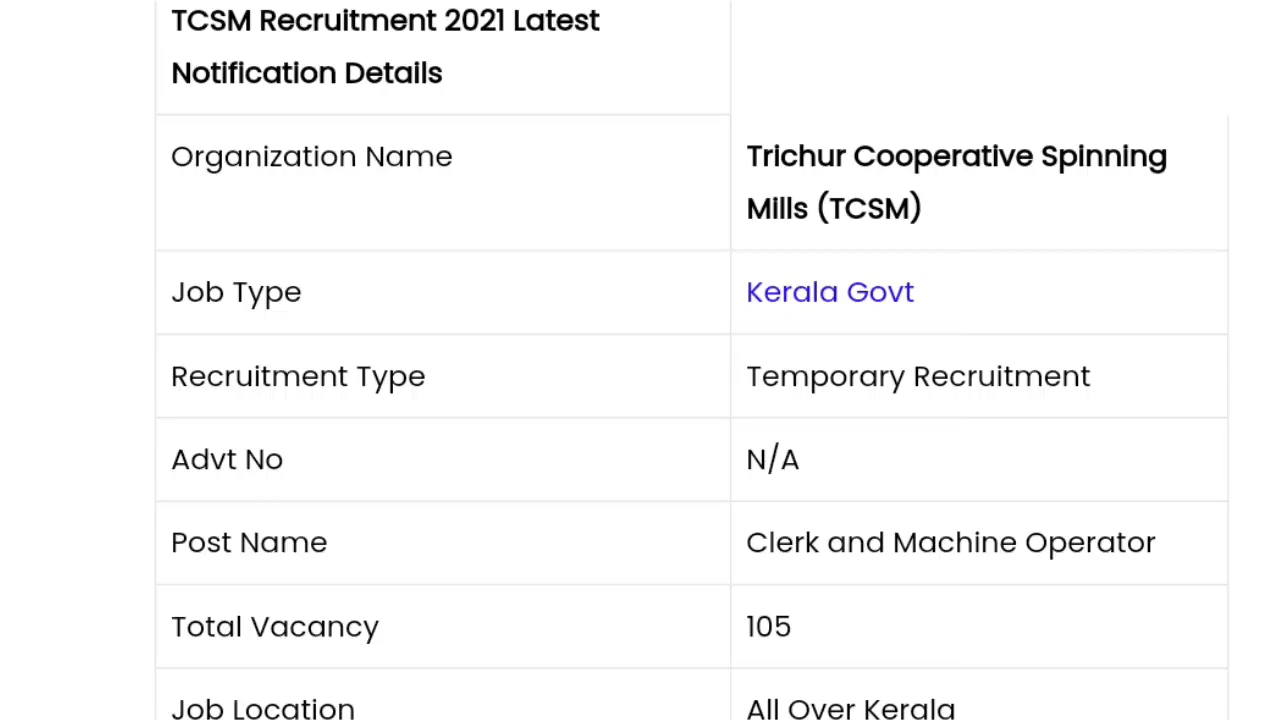 TCSM Recruitment 2021 Latest
Notification Details
Organization Name
Trichur Cooperative Spinning
Mills (TCSM)
Job Type
Kerala Govt
Recruitment Type
Temporary Recruitment
Advt No
N/A
Post Name
Clerk and Machine Operator
Total Vacancy
105
Job Location
All Over Kerala